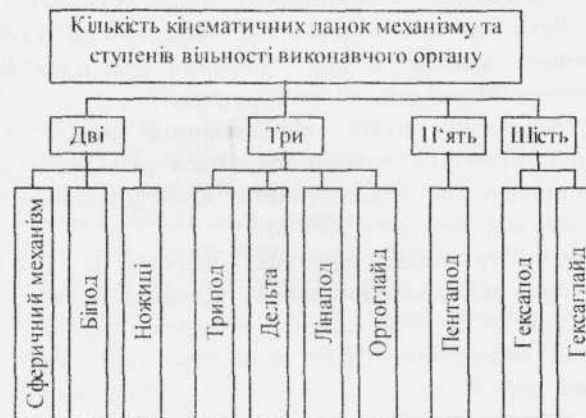 Кількість кінематичних ланок механізму та
ступенів вільності виконавчого органу
Дві
Три
П'ять
Шість
Сферичний механізм
Біпод
Ножиці
Трипод
Дельта
Лінапод
Ортоглайд
Пентапод
Гексапод
Гексаглайд